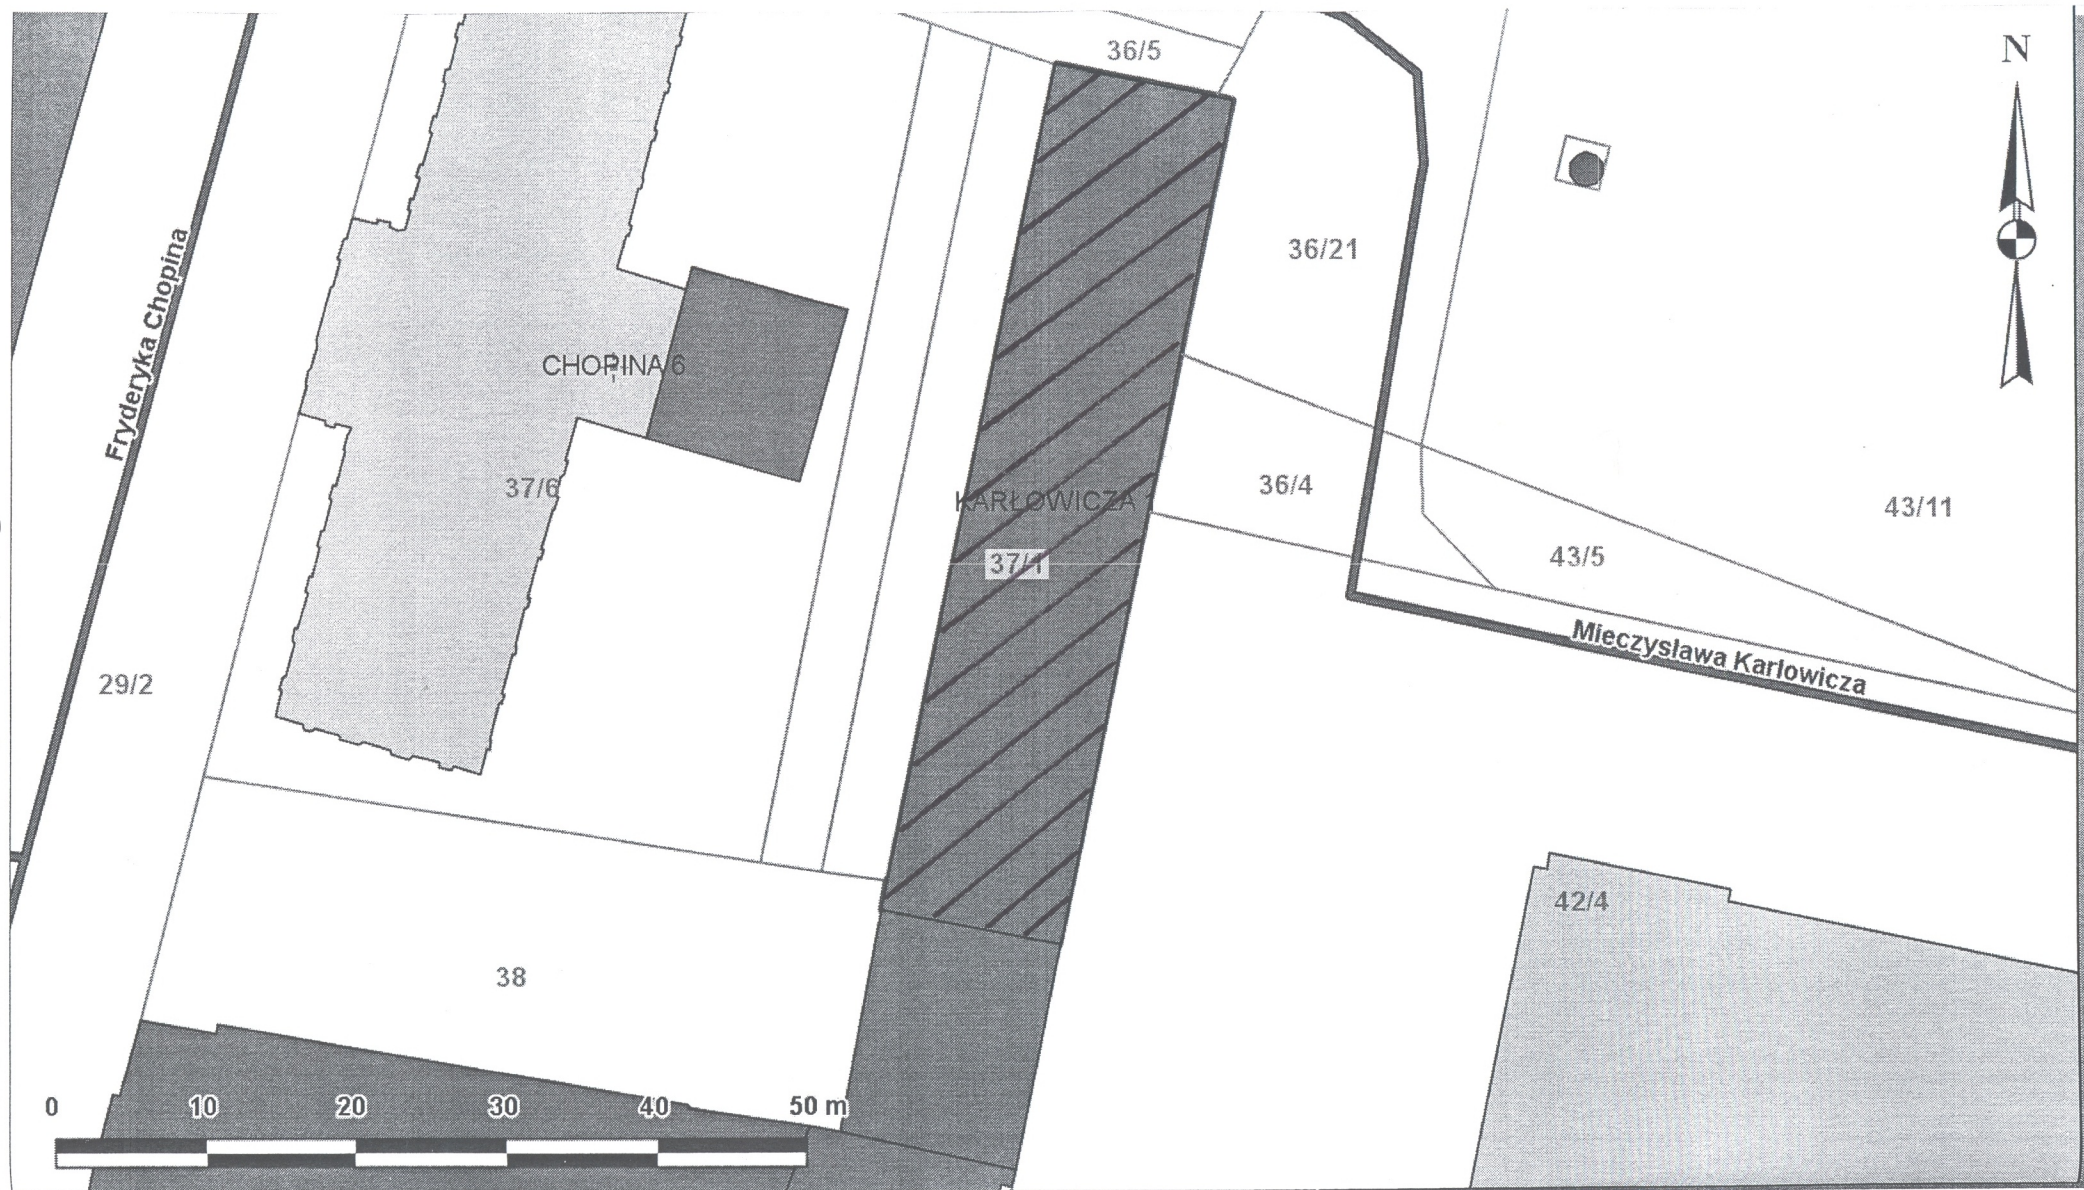 36/5
N
36/21
Fryderyka Chopina
CHOPINA 6
37/6
KARŁOWICZA 1
36/4
43/11
37/1
43/5
Mieczysława Karłowicza
29/2
42/4
38
0 10 20 30 40 50 m